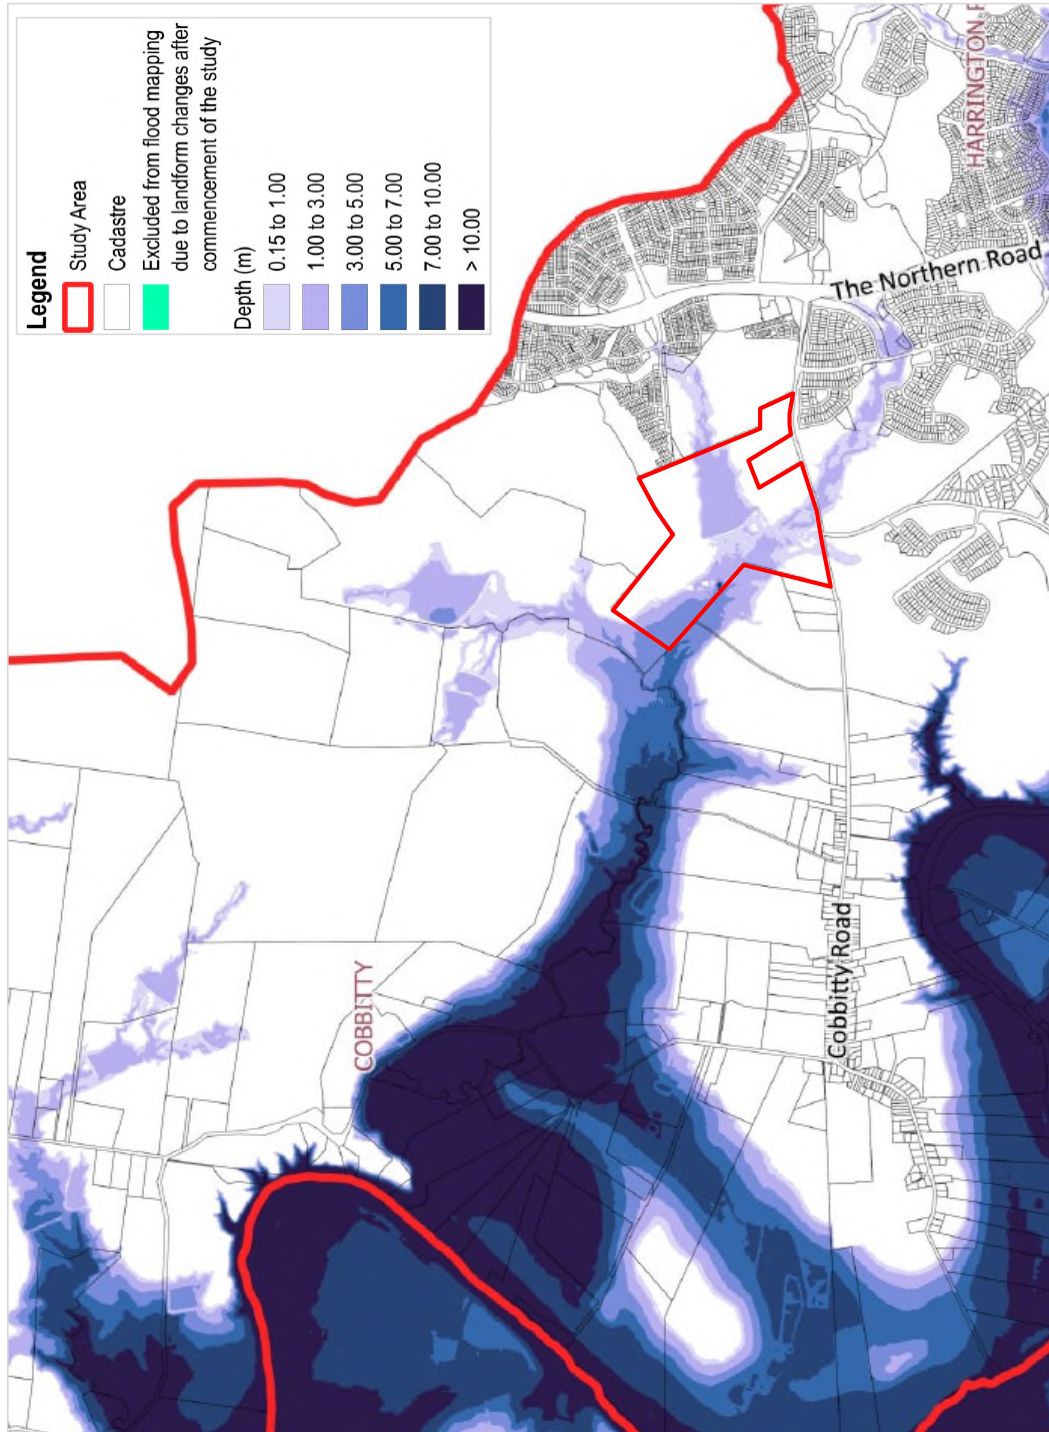 Legend
Study Area
Cadastre
Excluded from flood mapping
due to landform changes after
commencement of the study
Depth (m)
0.15 to 1.00
1.00 to 3.00
3.00 to 5.00
5.00 to 7.00
7.00 to 10.00
> 10.00
COBBITTY
Cobbitty Road
The Northern Road
HARRINGTON